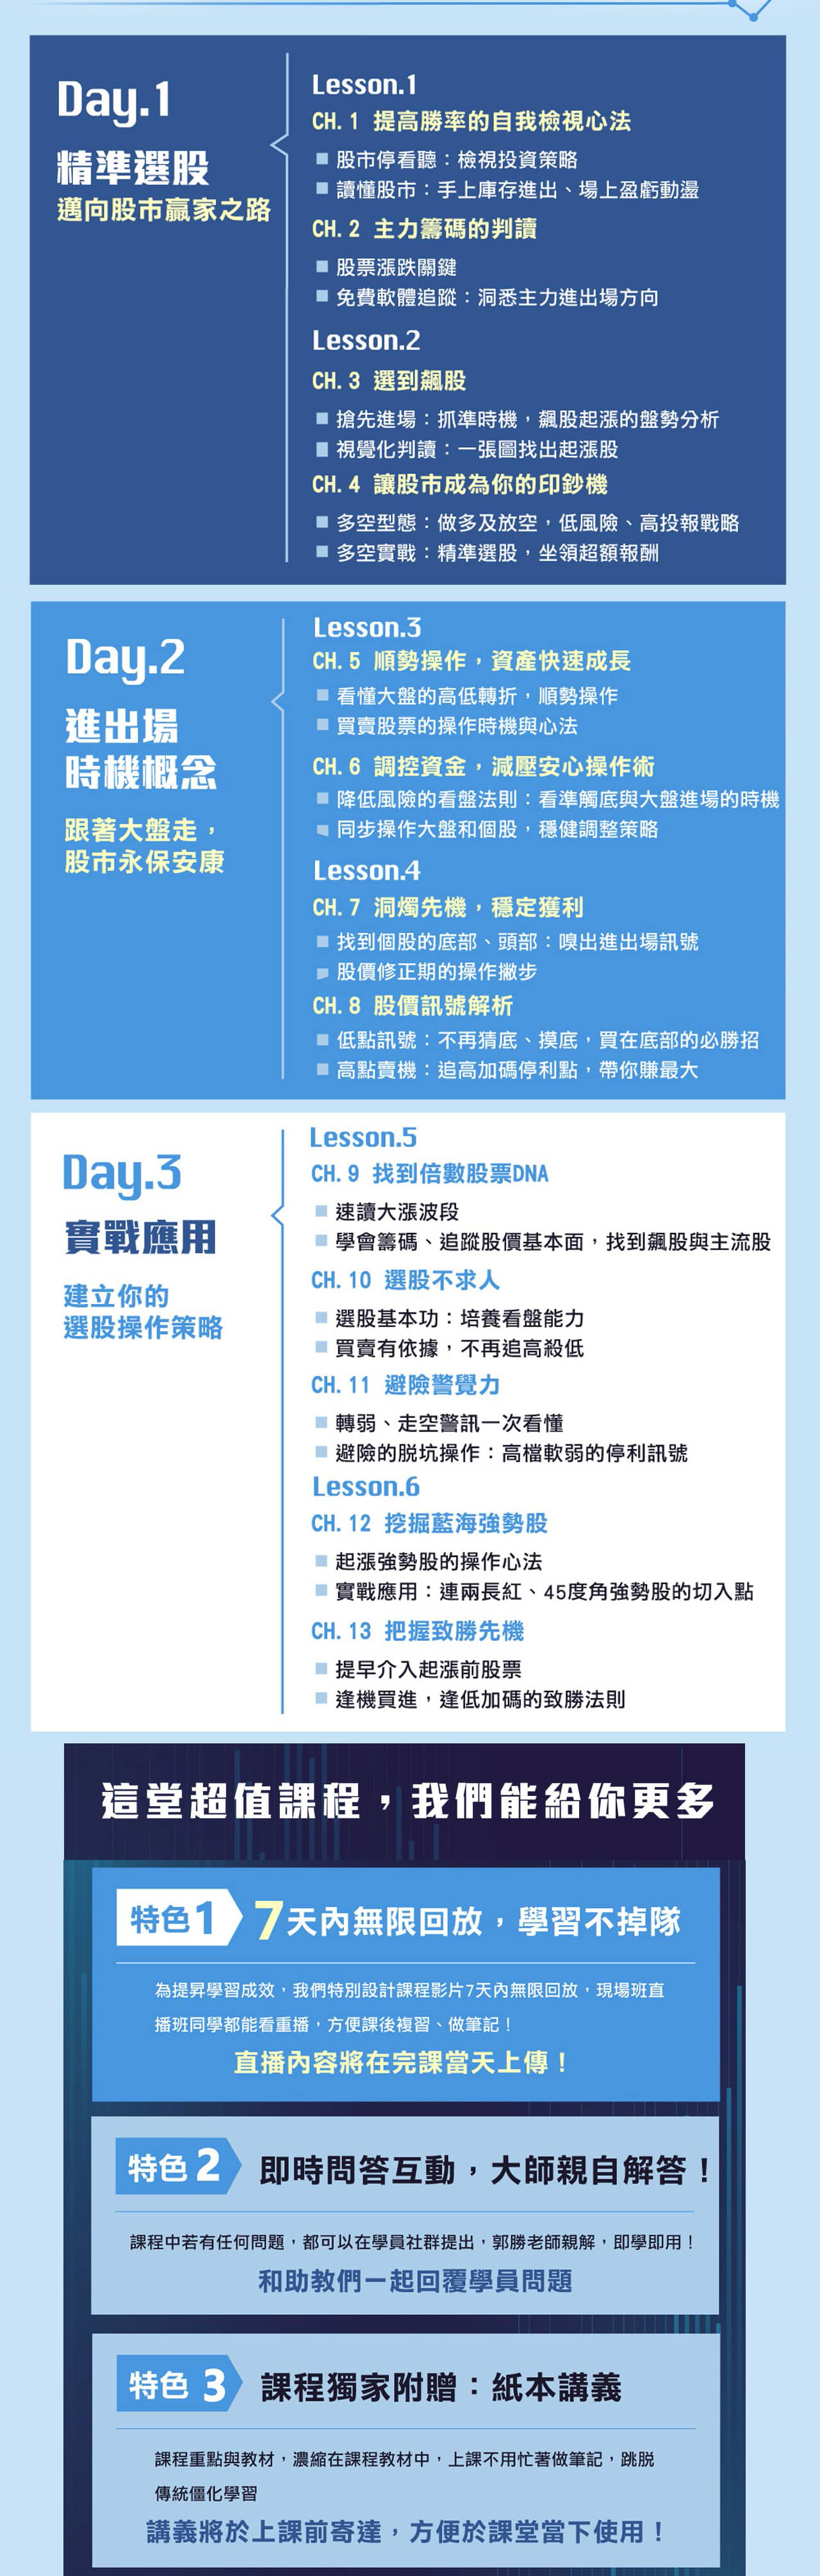 Day.1
精準選股
邁向股市贏家之路
Lesson.1
CH. 1 提高勝率的自我檢視心法
股市停看聽：檢視投資策略
讀懂股市：手上庫存進出、場上盈虧動盪
CH. 2 主力籌碼的判讀
股票漲跌關鍵
免費軟體追蹤：洞悉主力進出場方向
Lesson.2
CH. 3 選到飆股
搶先進場：抓準時機，飆股起漲的盤勢分析
視覺化判讀：一張圖找出起漲股
CH. 4 讓股市成為你的印鈔機
多空型態：做多及放空，低風險、高投報戰略
多空實戰：精準選股，坐領超額報酬
Day.2
進出場
時機概念
跟著大盤走，
股市永保安康
Lesson.3
CH. 5 順勢操作，資產快速成長
看懂大盤的高低轉折，順勢操作
買賣股票的操作時機與心法
CH. 6 調控資金，減壓安心操作術
降低風險的看盤法則：看準觸底與大盤進場的時機
同步操作大盤和個股，穩健調整策略
Lesson.4
CH. 7 洞燭先機，穩定獲利
找到個股的底部、頭部：嗅出進出場訊號
股價修正期的操作撇步
CH. 8 股價訊號解析
低點訊號：不再猜底、摸底，買在底部的必勝招
高點賣機：追高加碼停利點，帶你賺最大
Day.3
實戰應用
建立你的
選股操作策略
Lesson.5
CH. 9 找到倍數股票DNA
速讀大漲波段
學會籌碼、追蹤股價基本面，找到飆股與主流股
CH. 10 選股不求人
選股基本功：培養看盤能力
買賣有依據，不再追高殺低
CH. 11 避險警覺力
轉弱、走空警訊一次看懂
避險的脫坑操作：高檔軟弱的停利訊號
Lesson.6
CH. 12 挖掘藍海強勢股
起漲強勢股的操作心法
實戰應用：連兩長紅、45度角強勢股的切入點
CH. 13 把握致勝先機
提早介入起漲前股票
逢機買進，逢低加碼的致勝法則
這堂超值課程，我們能給你更多
特色1 7天內無限回放，學習不掉隊
為提昇學習成效，我們特別設計課程影片7天內無限回放，現場班直
播班同學都能看重播，方便課後複習、做筆記！
直播內容將在完課當天上傳！
特色2 即時問答互動，大師親自解答！
課程中若有任何問題，都可以在學員社群提出，郭勝老師親解，即學即用！
和助教們一起回覆學員問題
特色3 課程獨家附贈：紙本講義
課程重點與教材，濃縮在課程教材中，上課不用忙著做筆記，跳脫
傳統僵化學習
講義將於上課前寄達，方便於課堂當下使用！